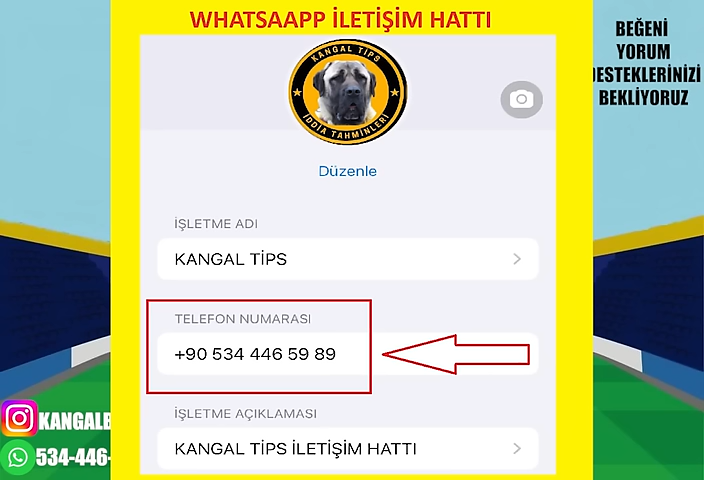 WHATSAAPP İLETİŞİM HATTI
BEĞENİ
YORUM
DESTEKLERİNİZİ
BEKLİYORUZ
KANGAL TİPS
İDDİA TAHMİNLERİ
Düzenle
İŞLETME ADI
KANGAL TİPS
TELEFON NUMARASI
+90 534 446 59 89
İŞLETME AÇIKLAMASI
KANGAL TİPS İLETİŞİM HATTI
KANGALB
534-446-